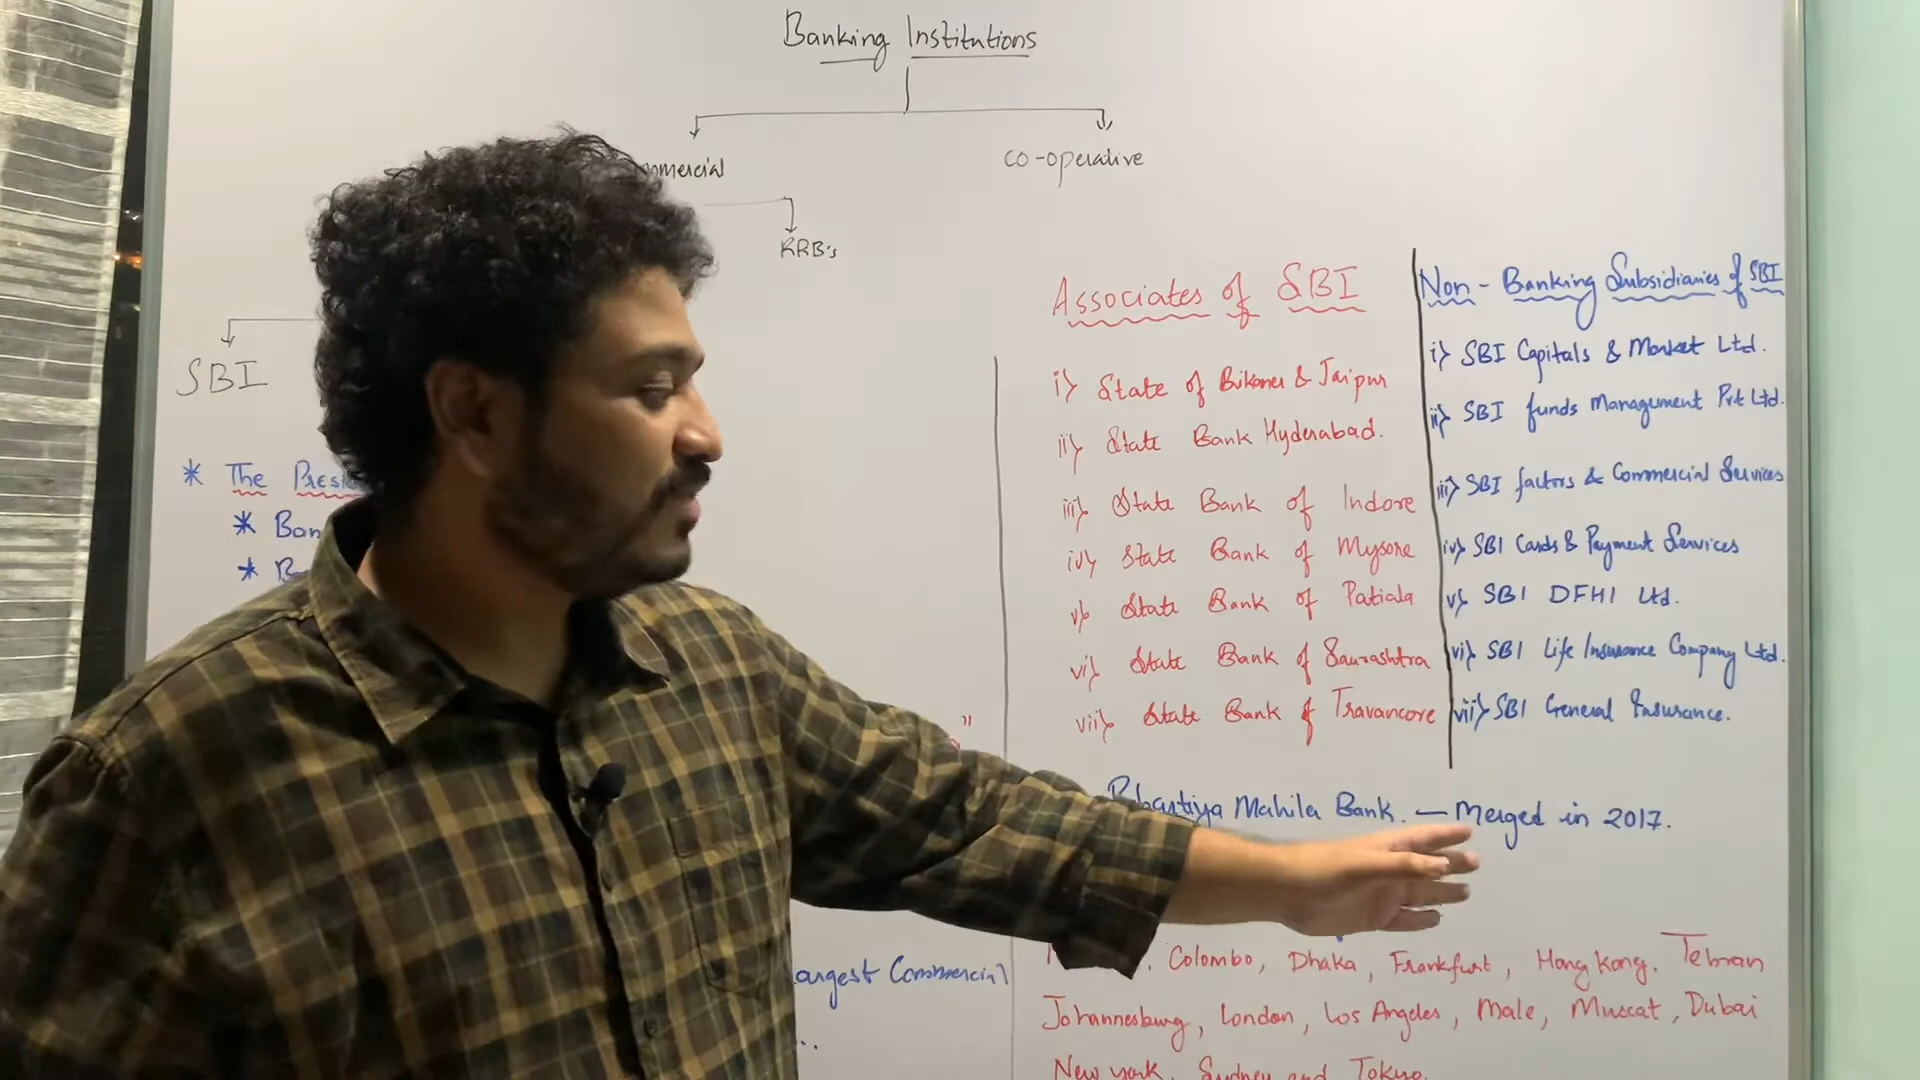 Banking Institutions
Co-operative
RRB's
SBI
* The
*
*
Associates of SBI
i) State of Bikaner & Jaipur
ii) State Bank Hyderabad.
iii) State Bank of Indore
iv) State Bank of Mysore
v) State Bank of Patiala
vi) State Bank of Saurashtra
vii) State Bank of Travancore
Non-Banking Subsidiaries of SBI
i) SBI Capitals & Market Ltd.
ii) SBI funds Management Pvt Ltd.
iii) SBI factors & Commercial Services
iv) SBI Cards & Payment Services
v) SBI DFHI Ltd.
vi) SBI Life Insurance Company Ltd.
vii) SBI General Insurance.
Mahila Bank. — Merged in 2017.
Commercial
Colombo, Dhaka, Frankfurt, Hong kong, Tehran
Johannesburg, London, Los Angeles, Male, Muscat, Dubai
New york, Sydney and Tokyo.